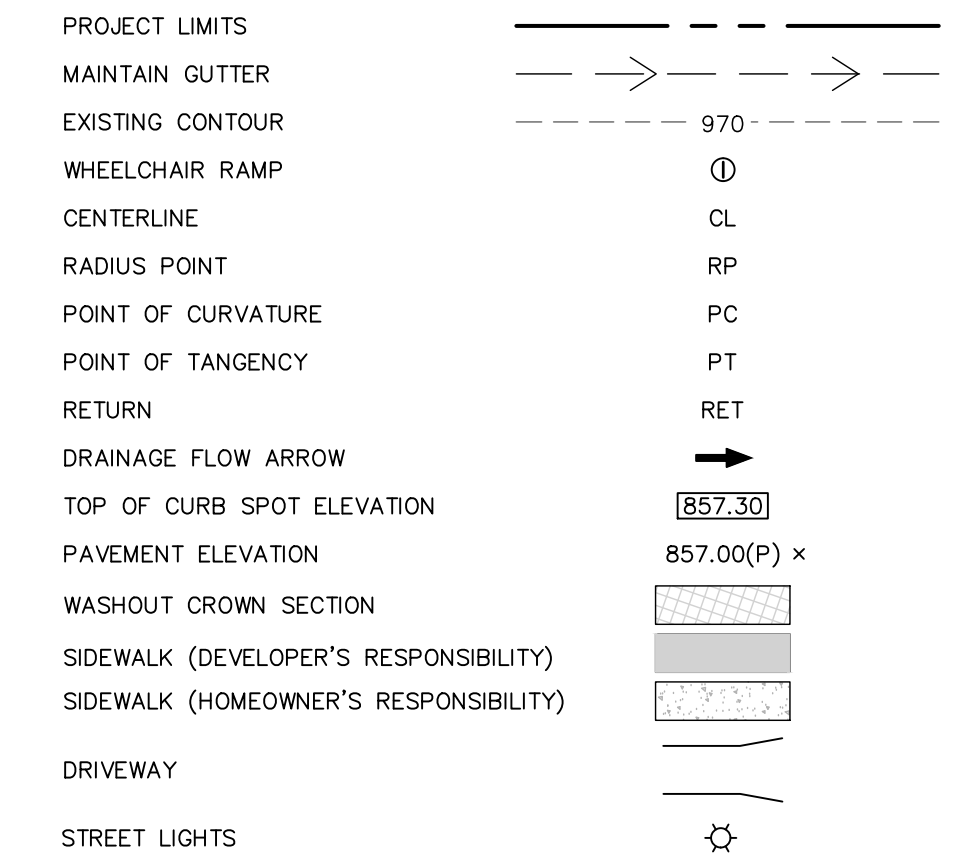 PROJECT LIMITS
MAINTAIN GUTTER
EXISTING CONTOUR 970
WHEELCHAIR RAMP
CENTERLINE CL
RADIUS POINT RP
POINT OF CURVATURE PC
POINT OF TANGENCY PT
RETURN RET
DRAINAGE FLOW ARROW
TOP OF CURB SPOT ELEVATION 857.30
PAVEMENT ELEVATION 857.00(P) ×
WASHOUT CROWN SECTION
SIDEWALK (DEVELOPER'S RESPONSIBILITY)
SIDEWALK (HOMEOWNER'S RESPONSIBILITY)
DRIVEWAY
STREET LIGHTS